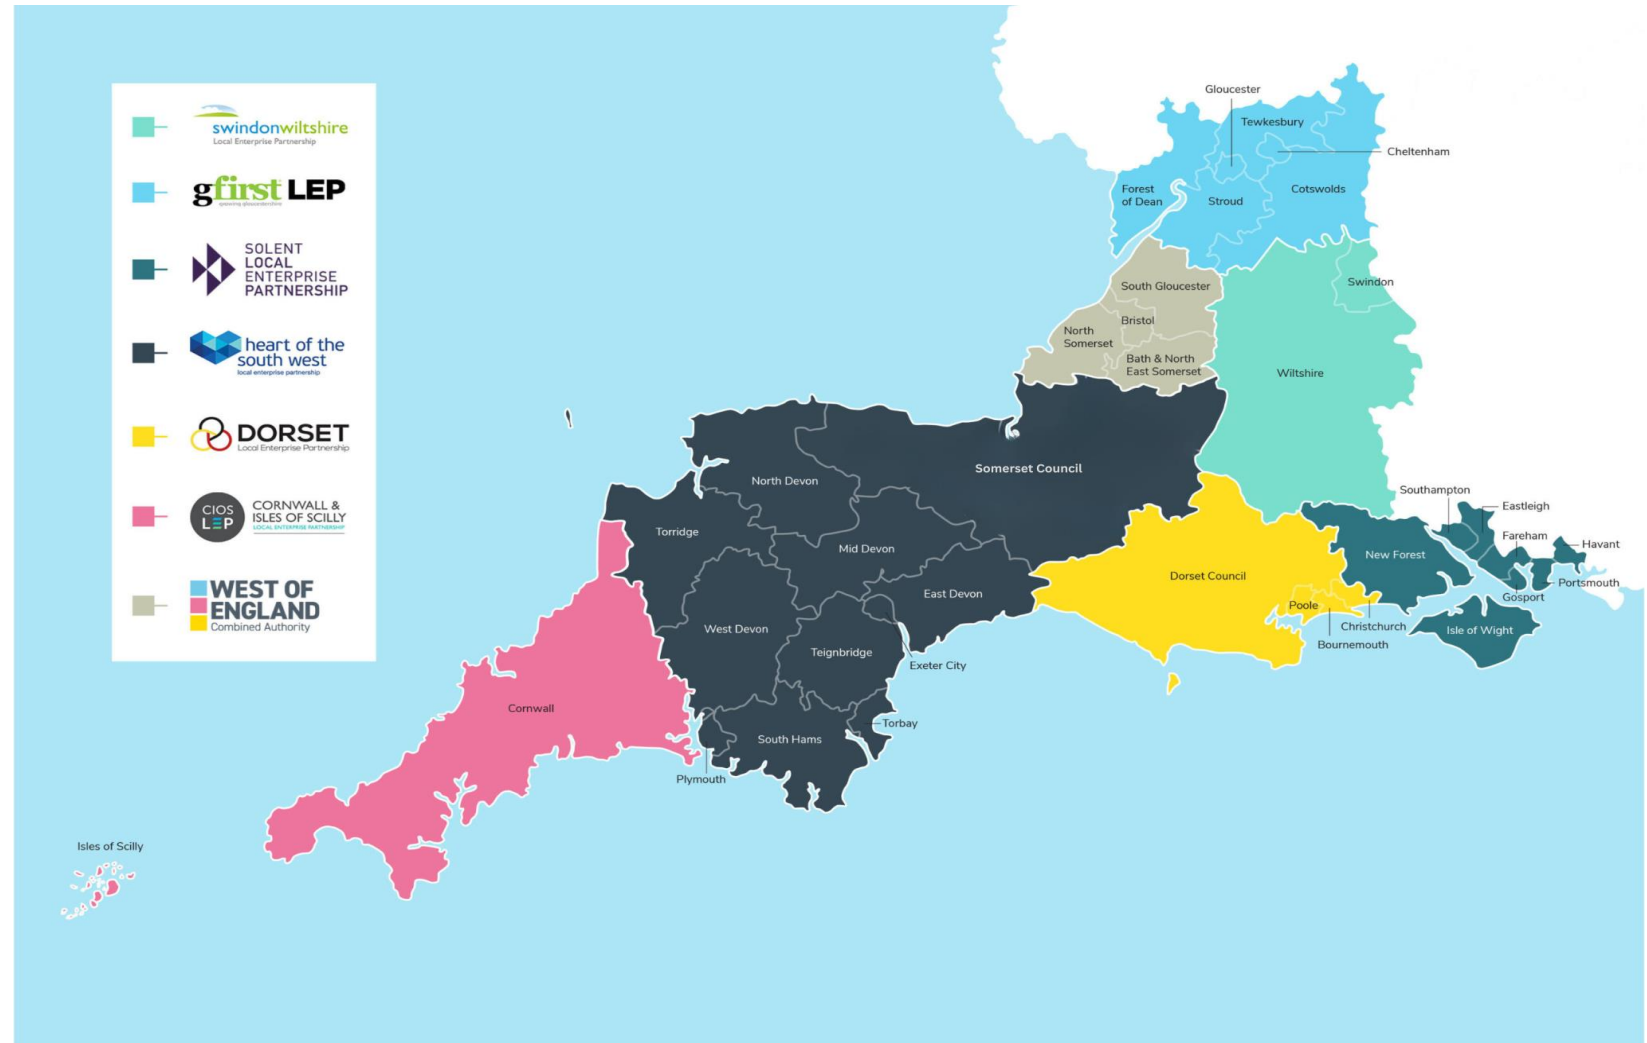 swindonwiltshire
Local Enterprise Partnership
gfirst LEP
SOLENT
LOCAL
ENTERPRISE
PARTNERSHIP
heart of the
south west
local enterprise partnership
DORSET
Local Enterprise Partnership
CIOS
LEP
CORNWALL &
ISLES OF SCILLY
LOCAL ENTERPRISE PARTNERSHIP
WEST OF
ENGLAND
Combined Authority
Gloucester
Tewkesbury
Cheltenham
Forest
of Dean
Stroud
Cotswolds
South Gloucester
Swindon
Bristol
North
Somerset
Bath & North
East Somerset
Wiltshire
Somerset Council
North Devon
Southampton
Eastleigh
Torridge
Fareham
Havant
Mid Devon
New Forest
Dorset Council
Portsmouth
East Devon
Gosport
Poole
West Devon
Christchurch
Isle of Wight
Bournemouth
Teignbridge
Exeter City
Cornwall
Torbay
South Hams
Plymouth
Isles of Scilly